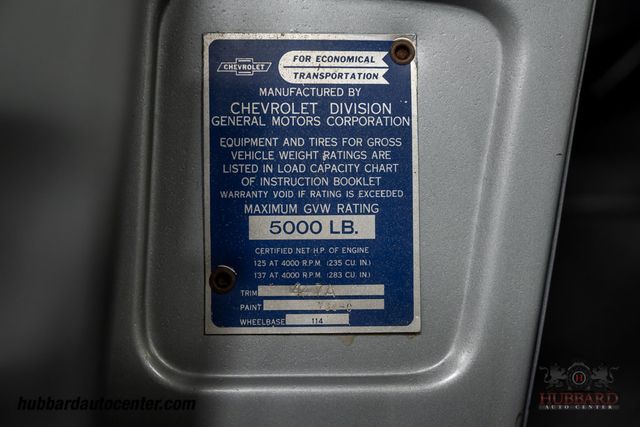 CHEVROLET
FOR ECONOMICAL
TRANSPORTATION
MANUFACTURED BY
CHEVROLET DIVISION
GENERAL MOTORS CORPORATION
EQUIPMENT AND TIRES FOR GROSS
VEHICLE WEIGHT RATINGS ARE
LISTED IN LOAD CAPACITY CHART
OF INSTRUCTION BOOKLET
WARRANTY VOID IF RATING IS EXCEEDED
MAXIMUM GVW RATING
5000 LB.
CERTIFIED NET H.P. OF ENGINE
125 AT 4000 R.P.M. (235 CU. IN.)
137 AT 4000 R.P.M. (283 CU. IN.)
TRIM
PAINT
WHEELBASE 114
hubbardautocenter.com
H
HUBBARD
AUTO CENTER